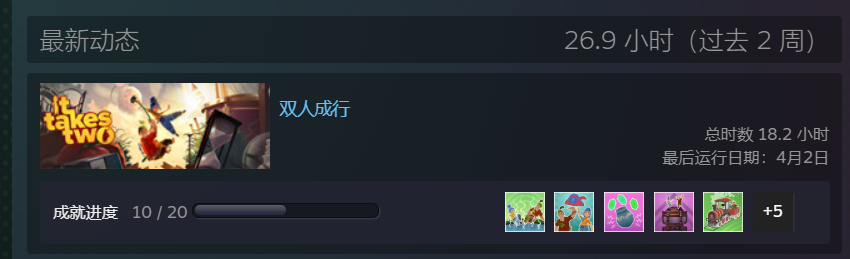 最新动态 26.9 小时（过去 2 周）
it
takes
two
双人成行
总时数 18.2 小时
最后运行日期：4月2日
成就进度 10 / 20 +5